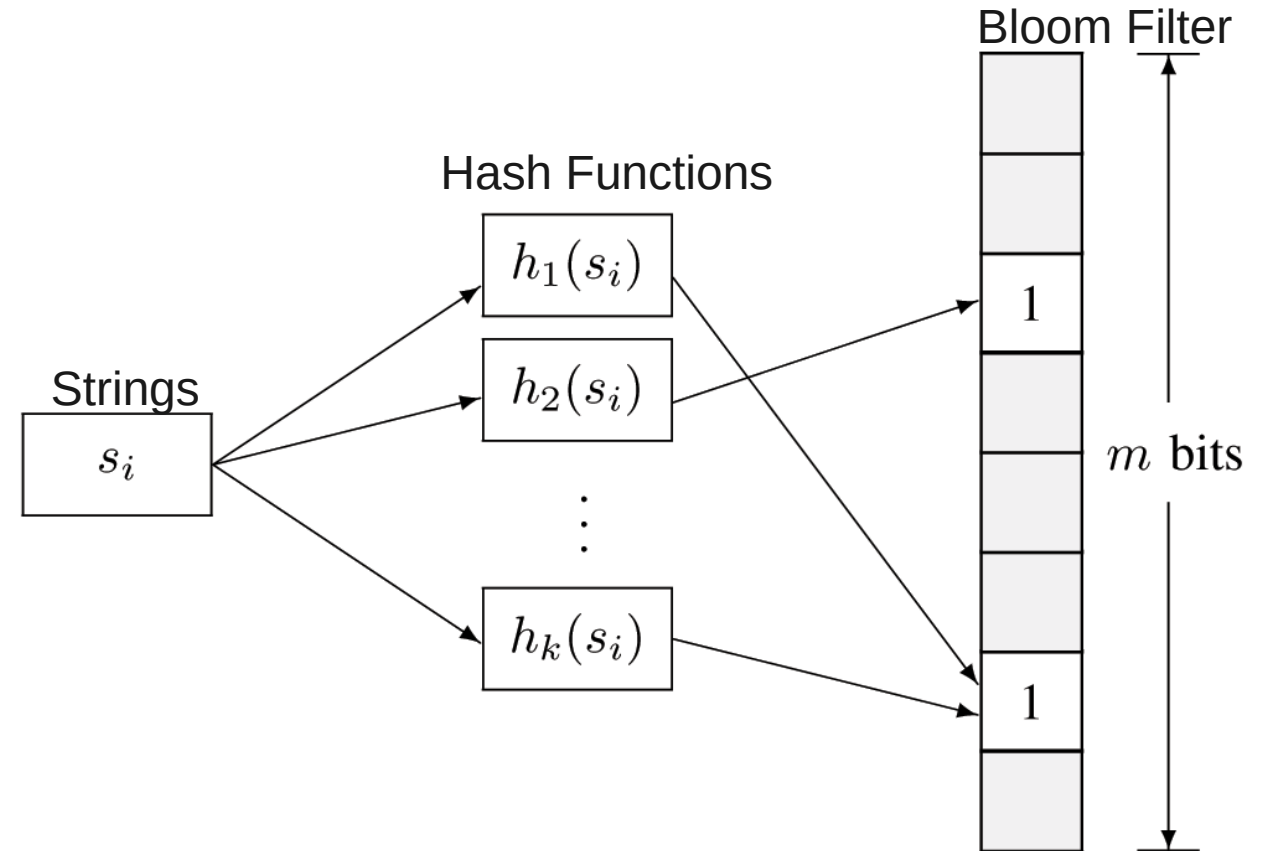 Bloom Filter
Hash Functions
h₁(sᵢ)
1
h₂(sᵢ)
Strings
sᵢ
m bits
⋮
hₖ(sᵢ)
1